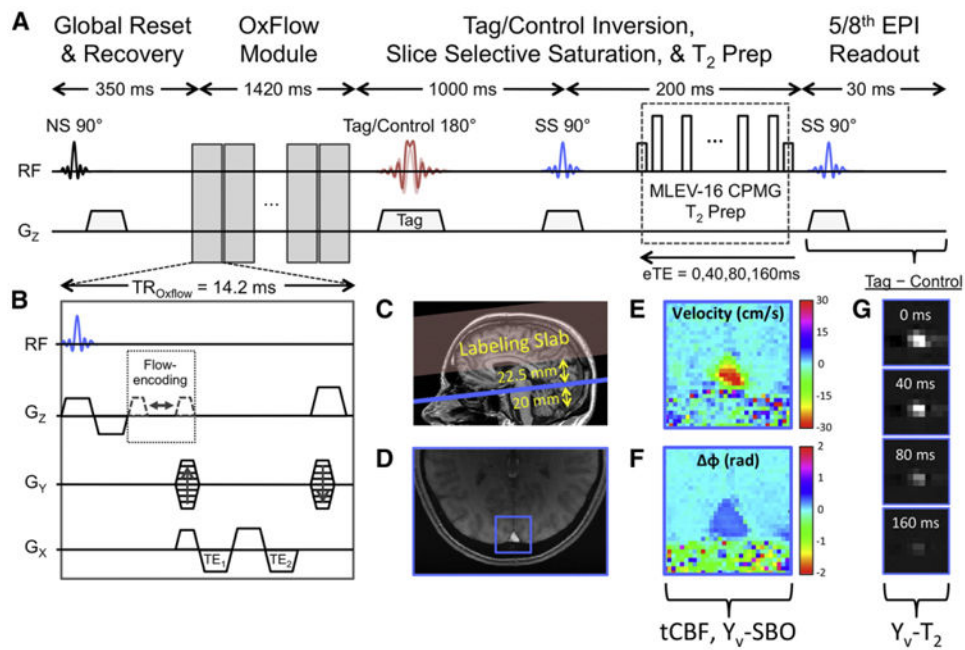 A
Global Reset & Recovery
OxFlow Module
Tag/Control Inversion, Slice Selective Saturation, & T2 Prep
5/8th EPI Readout
350 ms
1420 ms
1000 ms
200 ms
30 ms
NS 90°
Tag/Control 180°
SS 90°
SS 90°
RF
...
...
MLEV-16 CPMG
T2 Prep
GZ
Tag
eTE = 0,40,80,160ms
TROxflow = 14.2 ms
B
RF
Flow-encoding
GZ
GY
GX
TE1
TE2
C
Labeling Slab
22.5 mm
20 mm
D
E
Velocity (cm/s)
30
15
0
-15
-30
F
Δϕ (rad)
2
1
0
-1
-2
tCBF, Yv-SBO
Tag – Control
G
0 ms
40 ms
80 ms
160 ms
Yv-T2